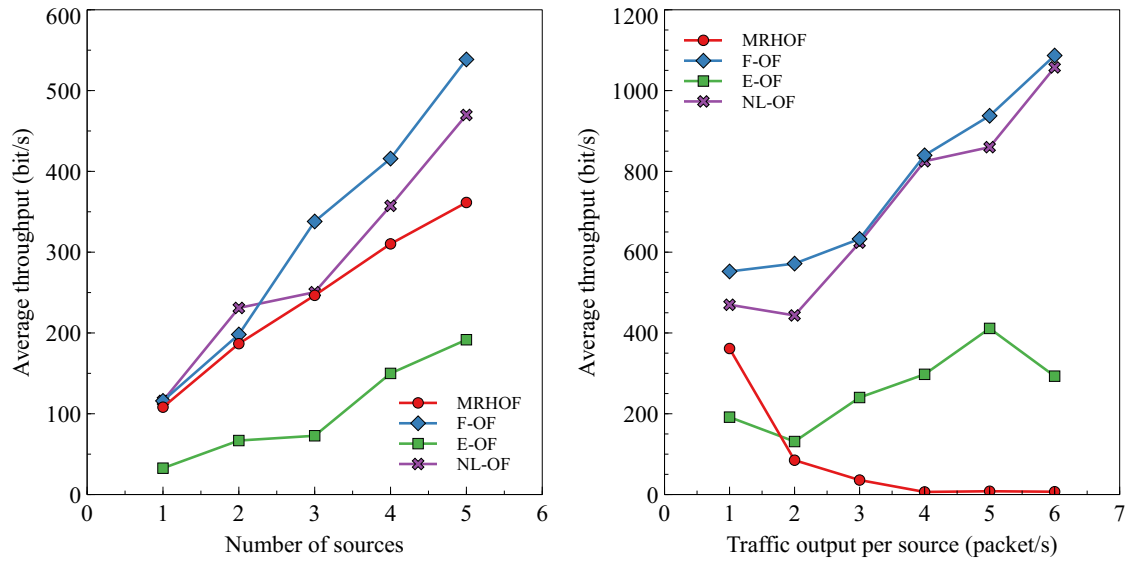 600
500
400
300
200
100
0
Average throughput (bit/s)
0 1 2 3 4 5 6
Number of sources
MRHOF
F-OF
E-OF
NL-OF
1200
1000
800
600
400
200
0
Average throughput (bit/s)
0 1 2 3 4 5 6 7
Traffic output per source (packet/s)
MRHOF
F-OF
E-OF
NL-OF